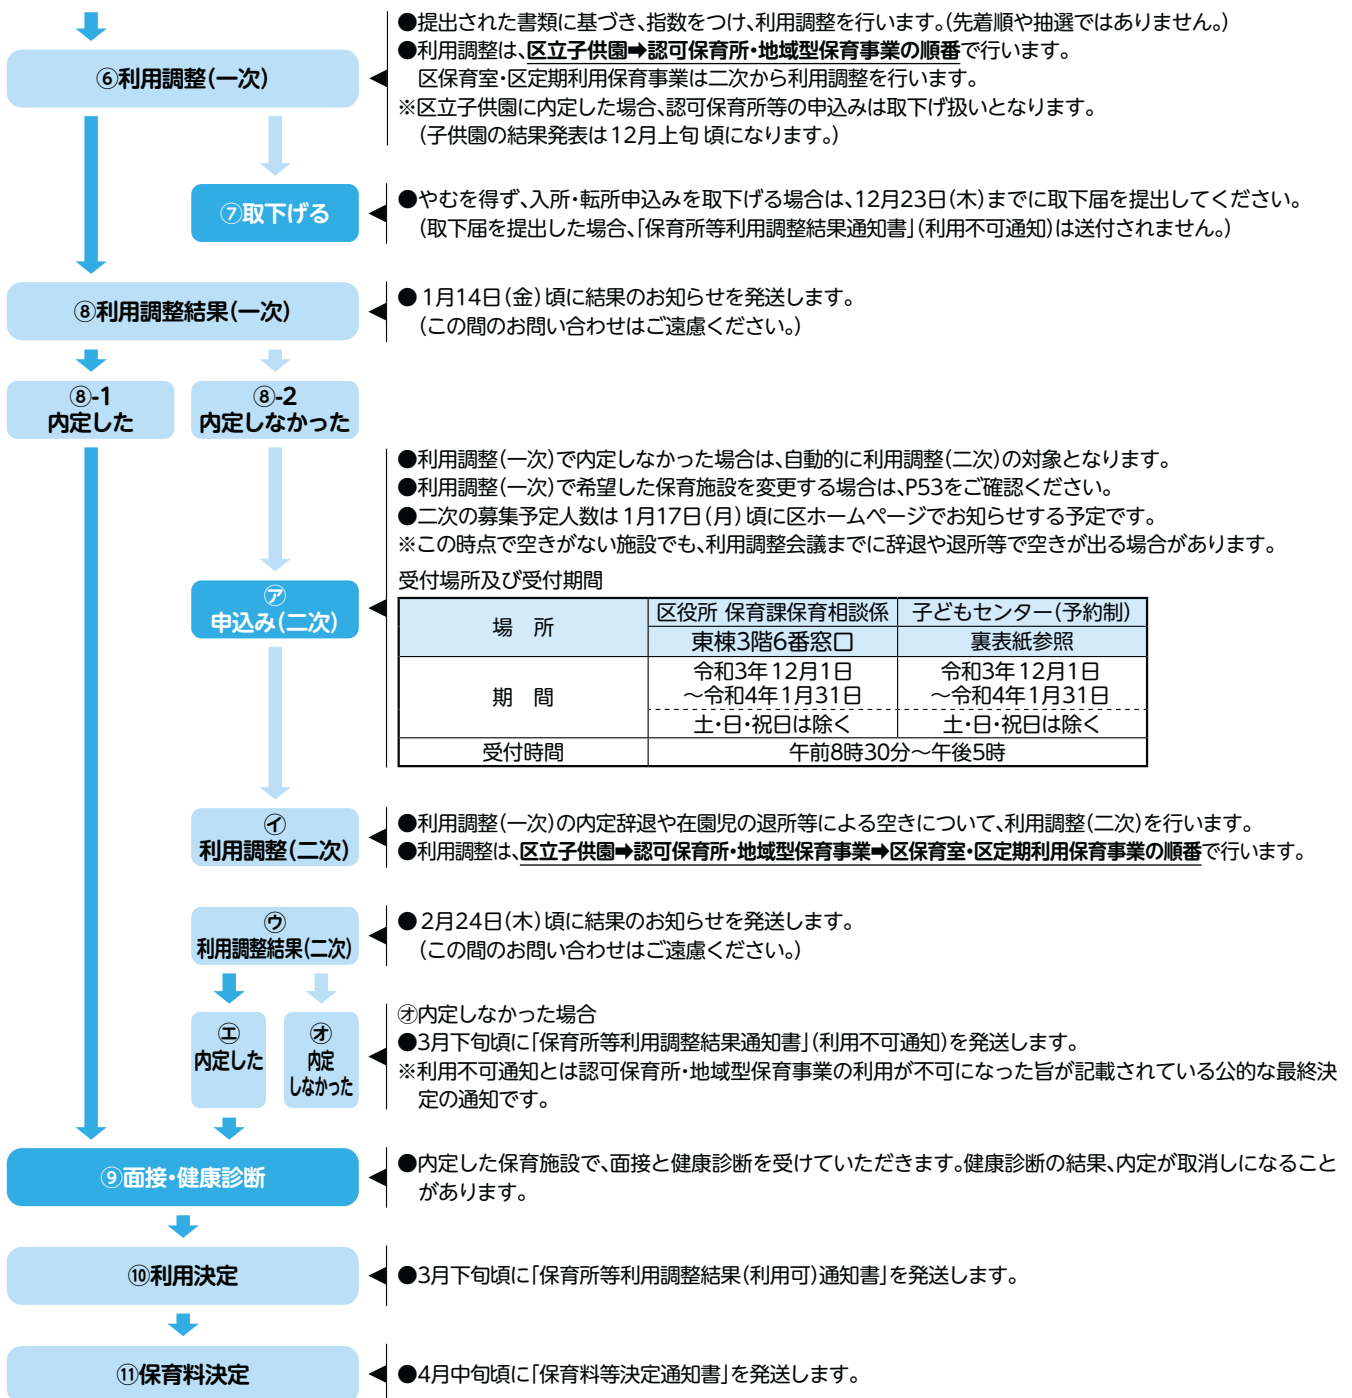 ●提出された書類に基づき、指数をつけ、利用調整を行います。(先着順や抽選ではありません。)
●利用調整は、区立子供園➡認可保育所・地域型保育事業の順番で行います。
区保育室・区定期利用保育事業は二次から利用調整を行います。
※区立子供園に内定した場合、認可保育所等の申込みは取下げ扱いとなります。
(子供園の結果発表は12月上旬頃になります。)
⑥利用調整(一次)
⑦取下げる
●やむを得ず、入所・転所申込みを取下げる場合は、12月23日(木)までに取下届を提出してください。
(取下届を提出した場合、「保育所等利用調整結果通知書」(利用不可通知)は送付されません。)
⑧利用調整結果(一次)
●1月14日(金)頃に結果のお知らせを発送します。
(この間のお問い合わせはご遠慮ください。)
⑧-1
内定した
⑧-2
内定しなかった
●利用調整(一次)で内定しなかった場合は、自動的に利用調整(二次)の対象となります。
●利用調整(一次)で希望した保育施設を変更する場合は、P53をご確認ください。
●二次の募集予定人数は1月17日(月)頃に区ホームページでお知らせする予定です。
※この時点で空きがない施設でも、利用調整会議までに辞退や退所等で空きが出る場合があります。
㋐
申込み(二次)
受付場所及び受付期間
場 所
区役所 保育課保育相談係
子どもセンター(予約制)
東棟3階6番窓口
裏表紙参照
期 間
令和3年12月1日
～令和4年1月31日
令和3年12月1日
～令和4年1月31日
土・日・祝日は除く
土・日・祝日は除く
受付時間
午前8時30分～午後5時
㋑
利用調整(二次)
●利用調整(一次)の内定辞退や在園児の退所等による空きについて、利用調整(二次)を行います。
●利用調整は、区立子供園➡認可保育所・地域型保育事業➡区保育室・区定期利用保育事業の順番で行います。
㋒
利用調整結果(二次)
●2月24日(木)頃に結果のお知らせを発送します。
(この間のお問い合わせはご遠慮ください。)
㋓
内定した
㋔
内定
しなかった
㋔内定しなかった場合
●3月下旬頃に「保育所等利用調整結果通知書」(利用不可通知)を発送します。
※利用不可通知とは認可保育所・地域型保育事業の利用が不可になった旨が記載されている公的な最終決
定の通知です。
⑨面接・健康診断
●内定した保育施設で、面接と健康診断を受けていただきます。健康診断の結果、内定が取消しになること
があります。
⑩利用決定
●3月下旬頃に「保育所等利用調整結果(利用可)通知書」を発送します。
⑪保育料決定
●4月中旬頃に「保育料等決定通知書」を発送します。